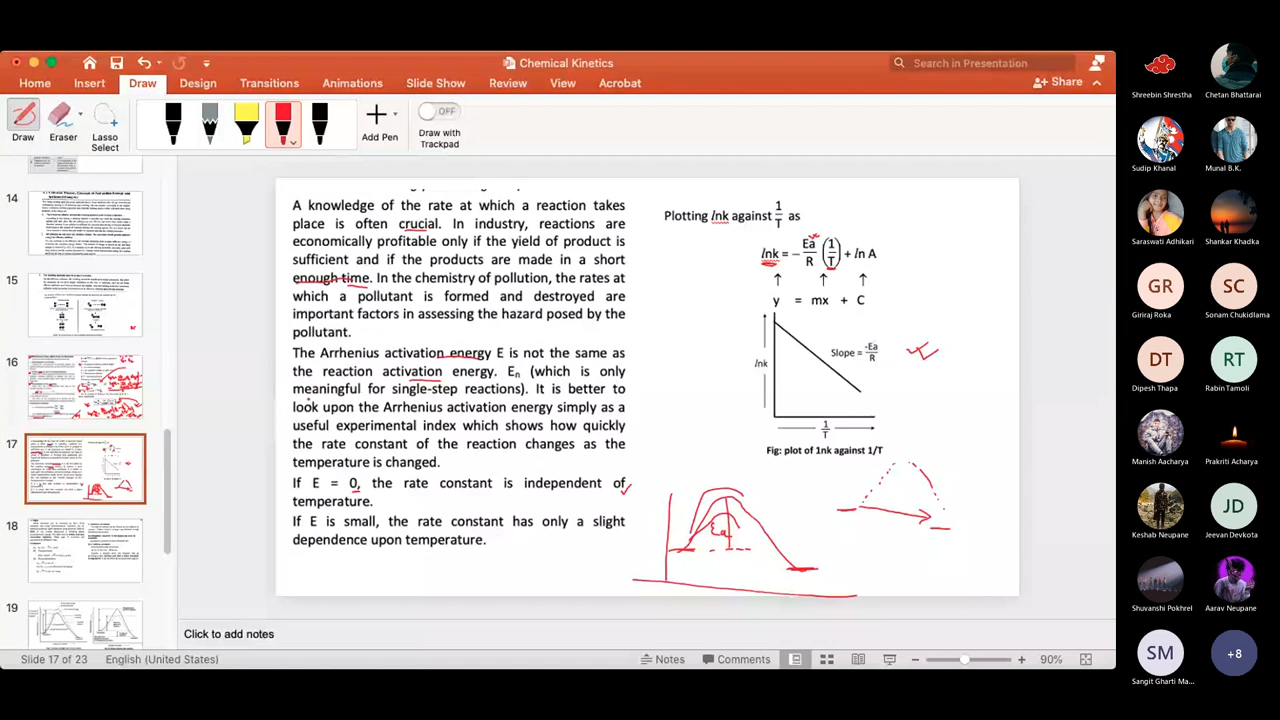 Chemical Kinetics
Search in Presentation
Home Insert Draw Design Transitions Animations Slide Show Review View Acrobat
Share
OFF
Draw Eraser Lasso Select Add Pen Draw with Trackpad
14
15
16
17
18
19
A knowledge of the rate at which a reaction takes
place is often crucial. In industry, reactions are
economically profitable only if the yield of product is
sufficient and if the products are made in a short
enough time. In the chemistry of pollution, the rates at
which a pollutant is formed and destroyed are
important factors in assessing the hazard posed by the
pollutant.
The Arrhenius activation energy E is not the same as
the reaction activation energy. En (which is only
meaningful for single-step reactions). It is better to
look upon the Arrhenius activation energy simply as a
useful experimental index which shows how quickly
the rate constant of the reaction changes as the
temperature is changed.
If E = 0, the rate constant is independent of
temperature.
If E is small, the rate constant has only a slight
dependence upon temperature.
Plotting lnk against 1/T as
lnk = − Ea/R (1/T) + ln A
↑ ↑ ↑
y = mx + C
Slope = -Ea/R
lnk
1/T
Fig: plot of 1nk against 1/T
Ea
Click to add notes
Slide 17 of 23 English (United States) Notes Comments 90%
Shreebin Shrestha Chetan Bhattarai
Sudip Khanal Munal B.K.
Saraswati Adhikari Shankar Khadka
GR SC
Giriraj Roka Sonam Chukidlama
DT RT
Dipesh Thapa Rabin Tamoli
Manish Aacharya Prakriti Acharya
JD
Keshab Neupane Jeevan Devkota
Shuvanshi Pokhrel Aarav Neupane
SM +8
Sangit Gharti Ma...